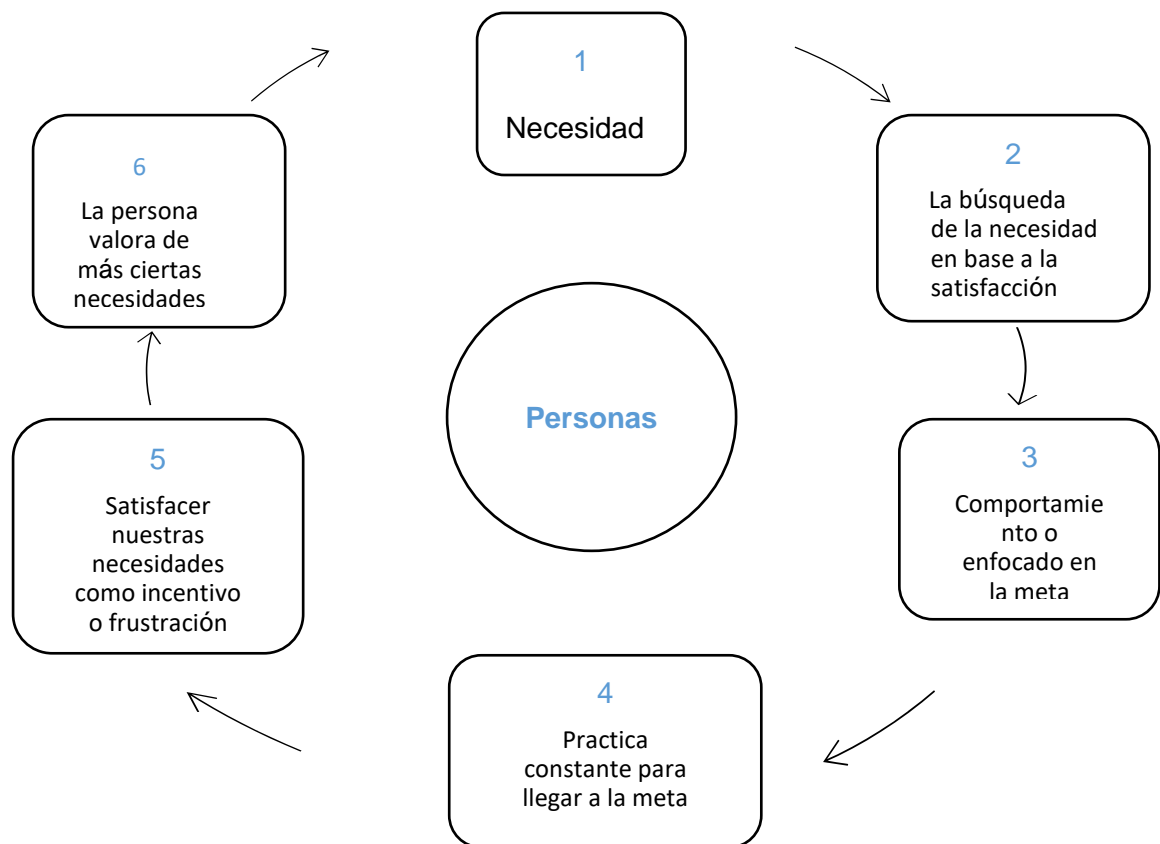 1
Necesidad
2
La búsqueda
de la necesidad
en base a la
satisfacción
3
Comportamie
nto o
enfocado en
la meta
4
Practica
constante para
llegar a la meta
5
Satisfacer
nuestras
necesidades
como incentivo
o frustración
6
La persona
valora de
más ciertas
necesidades
Personas